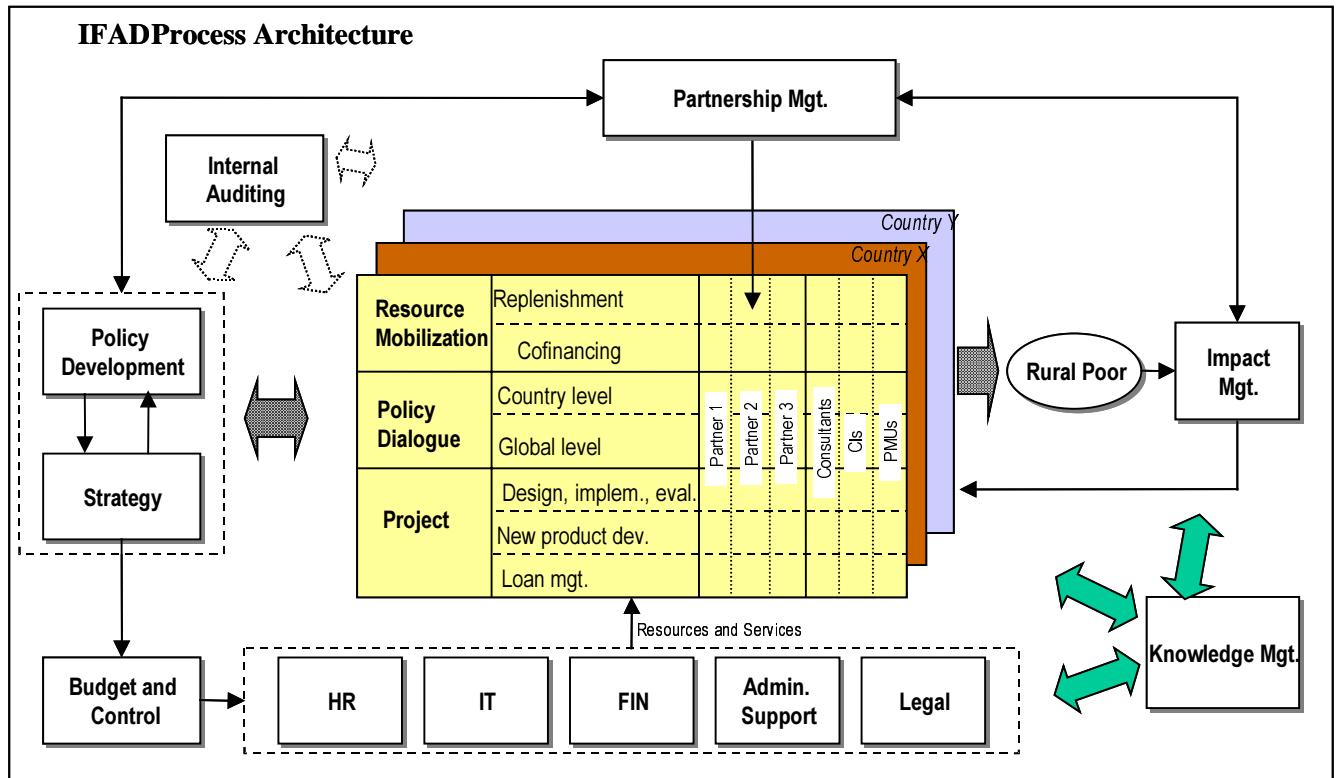 IFADProcess Architecture
Partnership Mgt.
Internal
Auditing
Country Y
Country X
Resource
Mobilization
Replenishment
Cofinancing
Policy
Development
Strategy
Policy
Dialogue
Country level
Global level
Project
Design, implem., eval.
New product dev.
Loan mgt.
Partner 1
Partner 2
Partner 3
Consultants
CIs
PMUs
Rural Poor
Impact
Mgt.
Resources and Services
Knowledge Mgt.
Budget and
Control
HR
IT
FIN
Admin.
Support
Legal